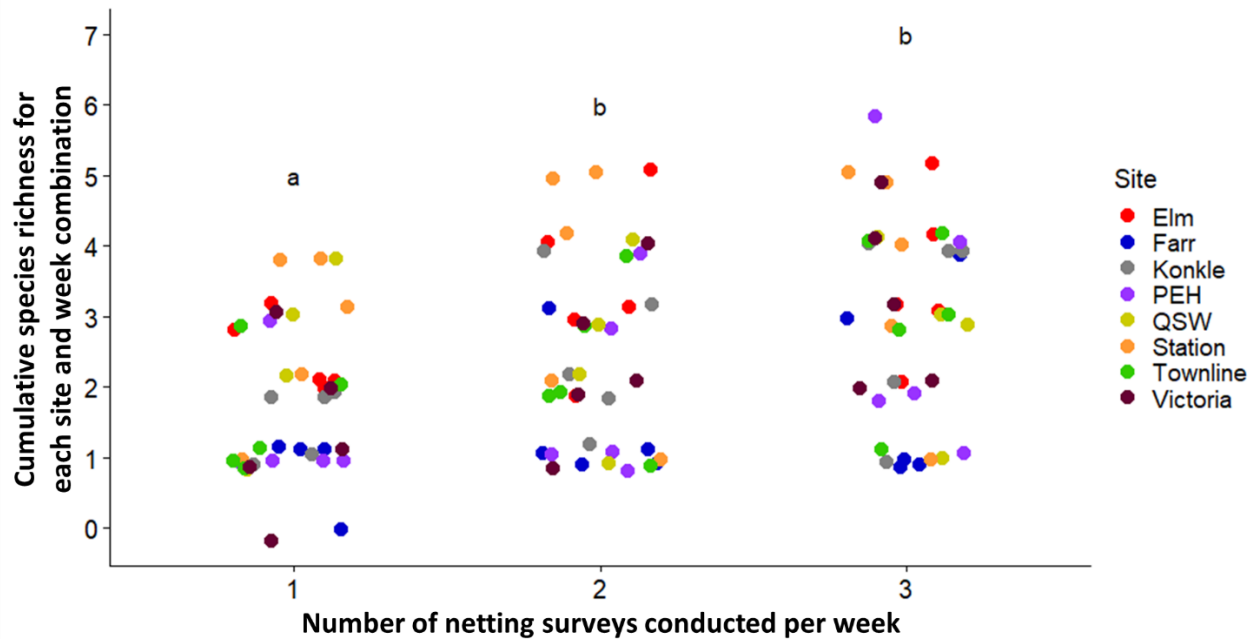 Cumulative species richness for
each site and week combination
7
6
5
4
3
2
1
0
a
b
b
1
2
3
Number of netting surveys conducted per week
Site
Elm
Farr
Konkle
PEH
QSW
Station
Townline
Victoria